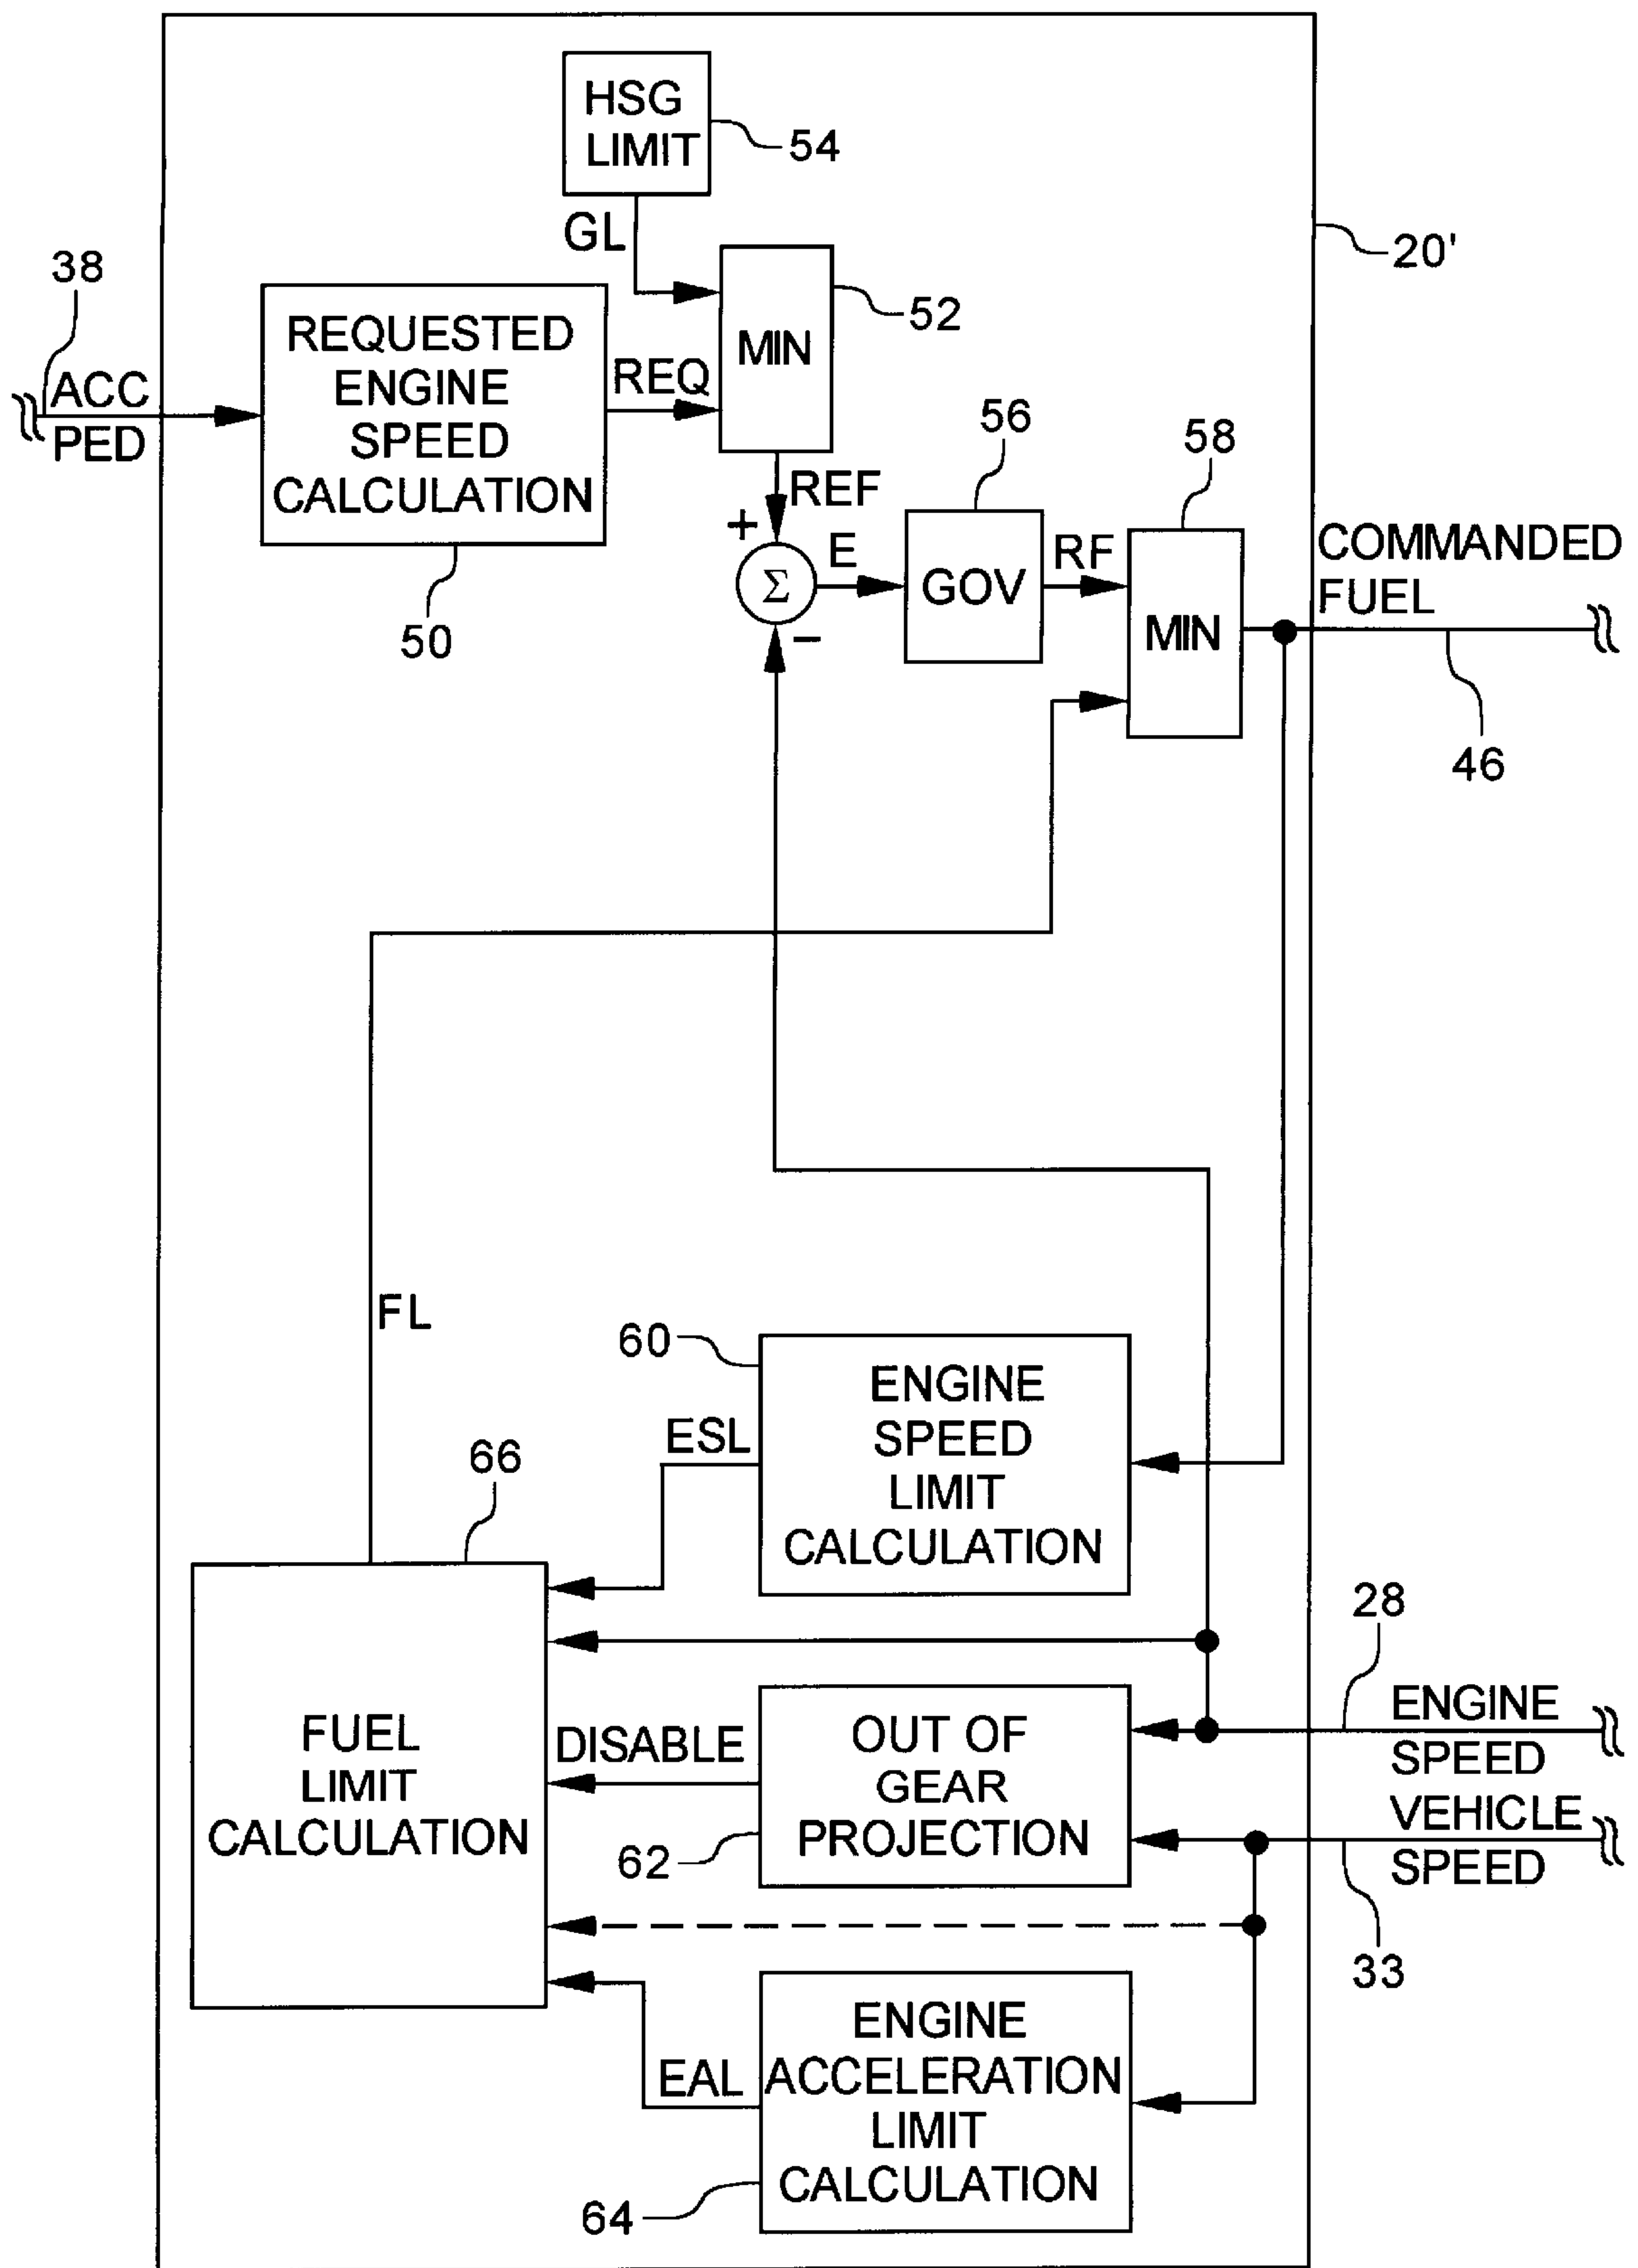 HSG
LIMIT
54
GL
20'
38
52
REQUESTED
ENGINE
SPEED
CALCULATION
MIN
REQ
ACC
PED
56
58
REF
+
E
RF
COMMANDED
FUEL
Σ
GOV
MIN
50
−
46
FL
60
ENGINE
SPEED
LIMIT
CALCULATION
ESL
66
28
ENGINE
SPEED
FUEL
LIMIT
CALCULATION
DISABLE
OUT OF
GEAR
PROJECTION
VEHICLE
SPEED
62
33
ENGINE
ACCELERATION
LIMIT
CALCULATION
EAL
64